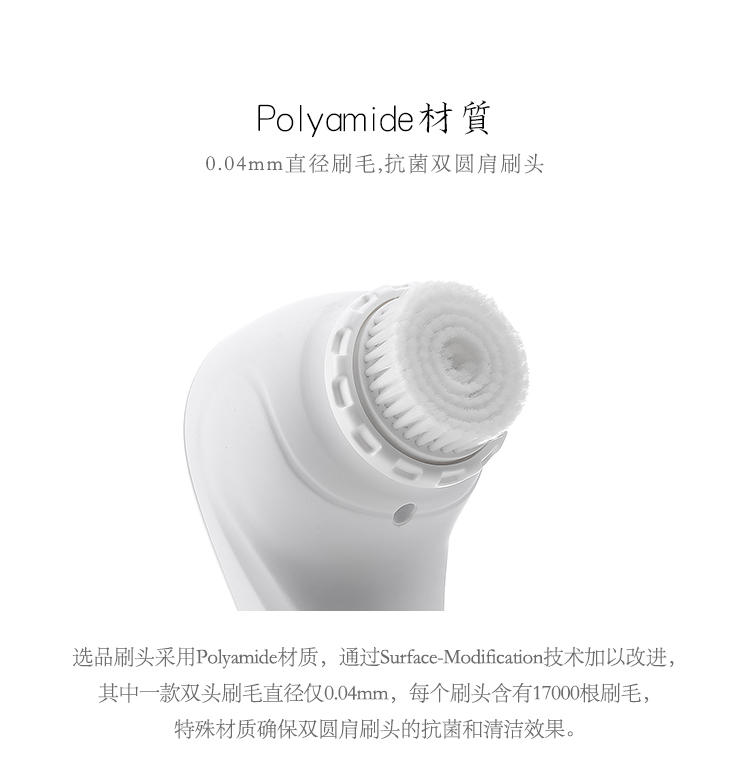 Polyamide材質
0.04mm直径刷毛,抗菌双圆肩刷头
选品刷头采用Polyamide材质，通过Surface-Modification技术加以改进，
其中一款双头刷毛直径仅0.04mm，每个刷头含有17000根刷毛，
特殊材质确保双圆肩刷头的抗菌和清洁效果。